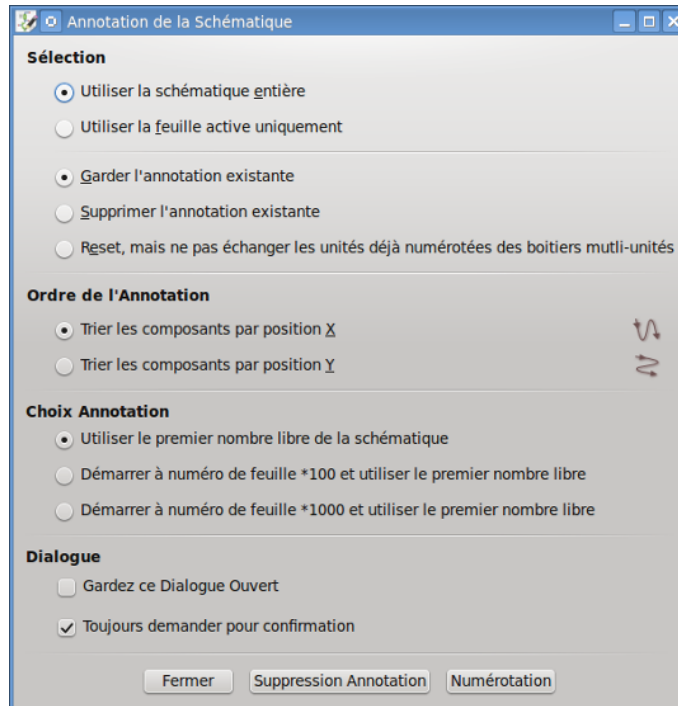 Annotation de la Schématique
Sélection
Utiliser la schématique entière
Utiliser la feuille active uniquement
Garder l'annotation existante
Supprimer l'annotation existante
Reset, mais ne pas échanger les unités déjà numérotées des boitiers mutli-unités
Ordre de l'Annotation
Trier les composants par position X
Trier les composants par position Y
Choix Annotation
Utiliser le premier nombre libre de la schématique
Démarrer à numéro de feuille *100 et utiliser le premier nombre libre
Démarrer à numéro de feuille *1000 et utiliser le premier nombre libre
Dialogue
Gardez ce Dialogue Ouvert
Toujours demander pour confirmation
Fermer Suppression Annotation Numérotation